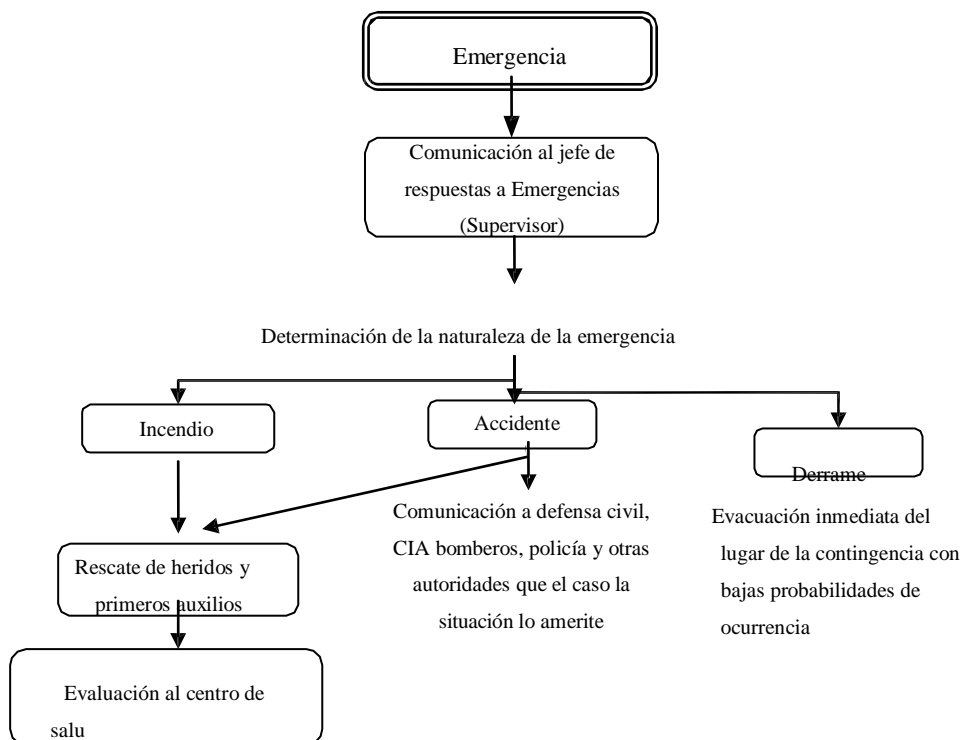 Emergencia
Comunicación al jefe de
respuestas a Emergencias
(Supervisor)
Determinación de la naturaleza de la emergencia
Incendio
Accidente
Derrame
Comunicación a defensa civil,
CIA bomberos, policía y otras
autoridades que el caso la
situación lo amerite
Evacuación inmediata del
lugar de la contingencia con
bajas probabilidades de
ocurrencia
Rescate de heridos y
primeros auxilios
Evaluación al centro de
salu